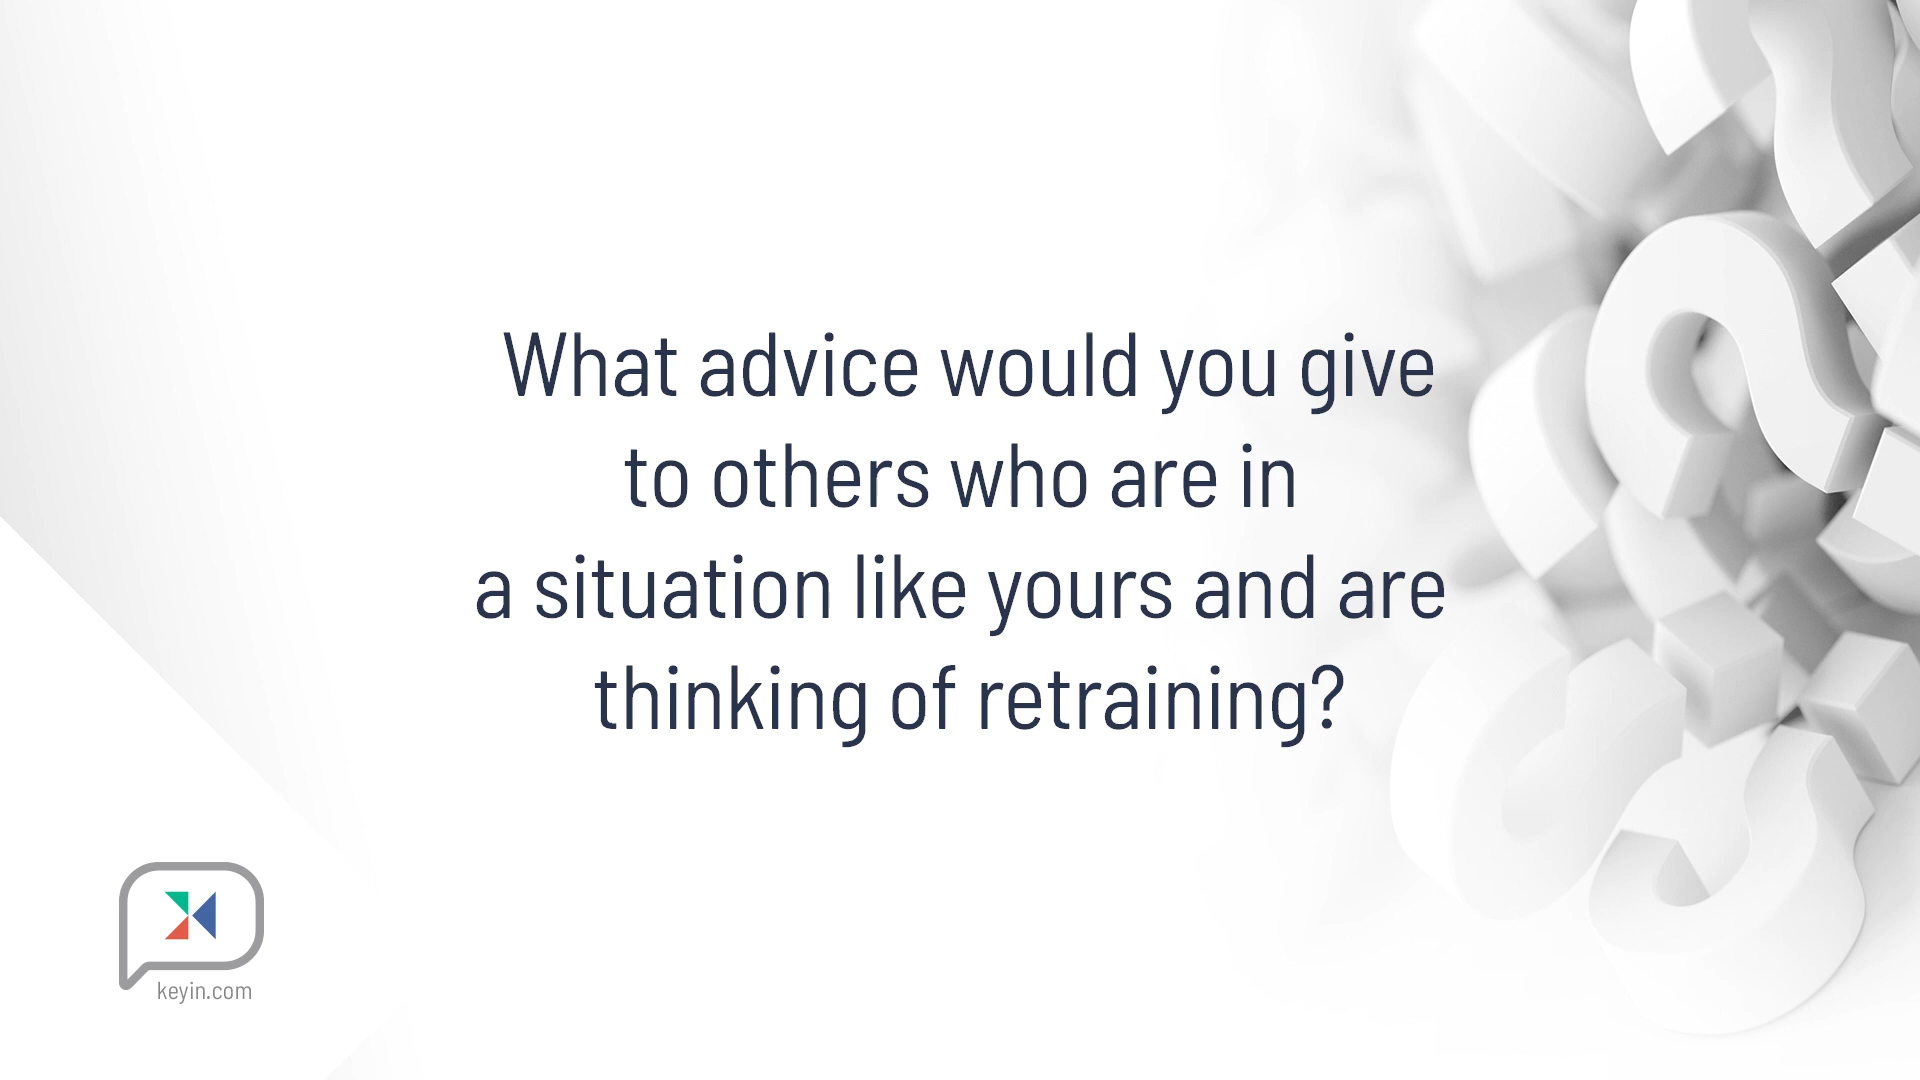 What advice would you give
to others who are in
a situation like yours and are
thinking of retraining?
keyin.com